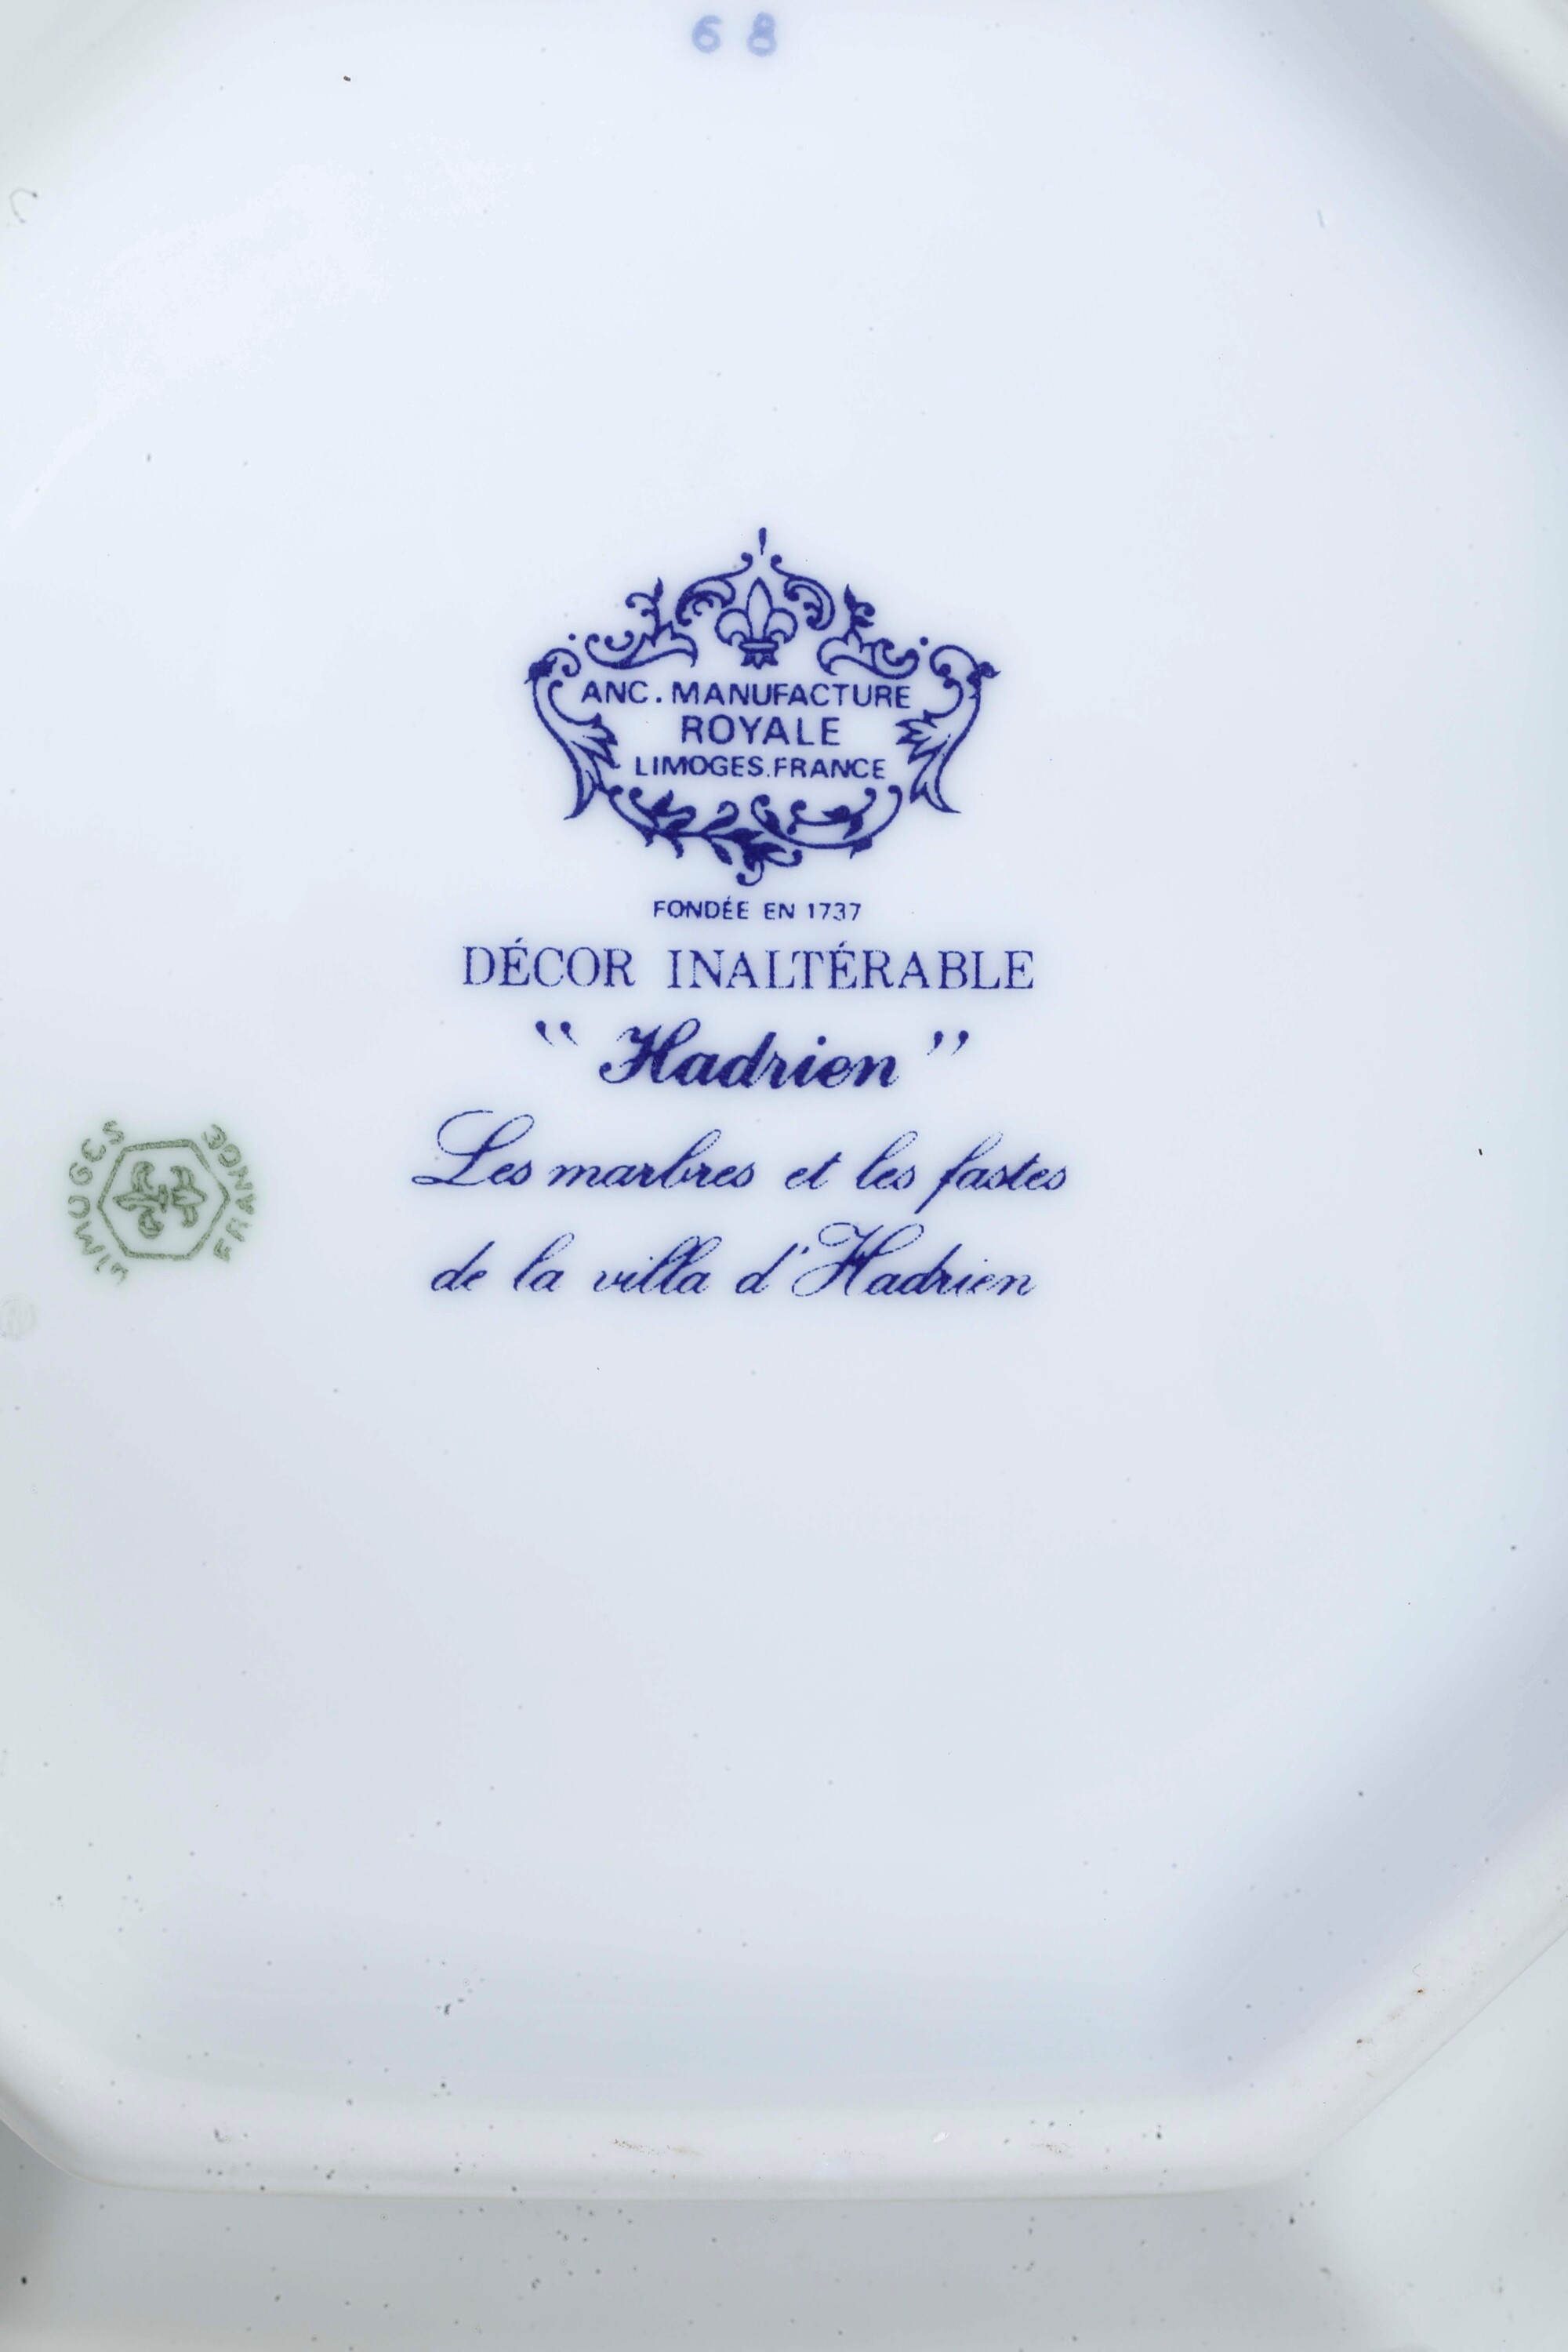 68
ANC. MANUFACTURE
ROYALE
LIMOGES.FRANCE
FONDÉE EN 1737
DÉCOR INALTÉRABLE
“ Hadrien ”
Les marbres et les fastes
de la villa d'Hadrien
LIMOGES
FRANCE